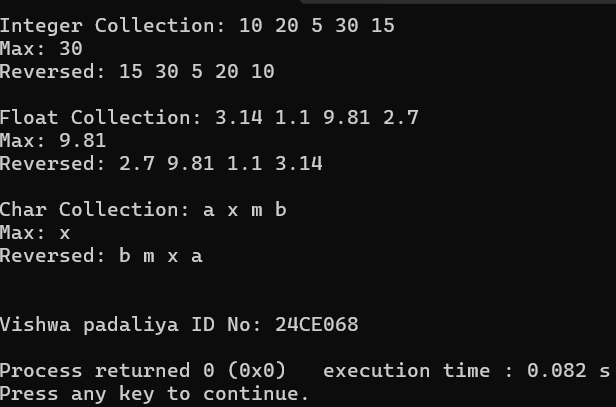 Integer Collection: 10 20 5 30 15
Max: 30
Reversed: 15 30 5 20 10
Float Collection: 3.14 1.1 9.81 2.7
Max: 9.81
Reversed: 2.7 9.81 1.1 3.14
Char Collection: a x m b
Max: x
Reversed: b m x a
Vishwa padaliya ID No: 24CE068
Process returned 0 (0x0)   execution time : 0.082 s
Press any key to continue.